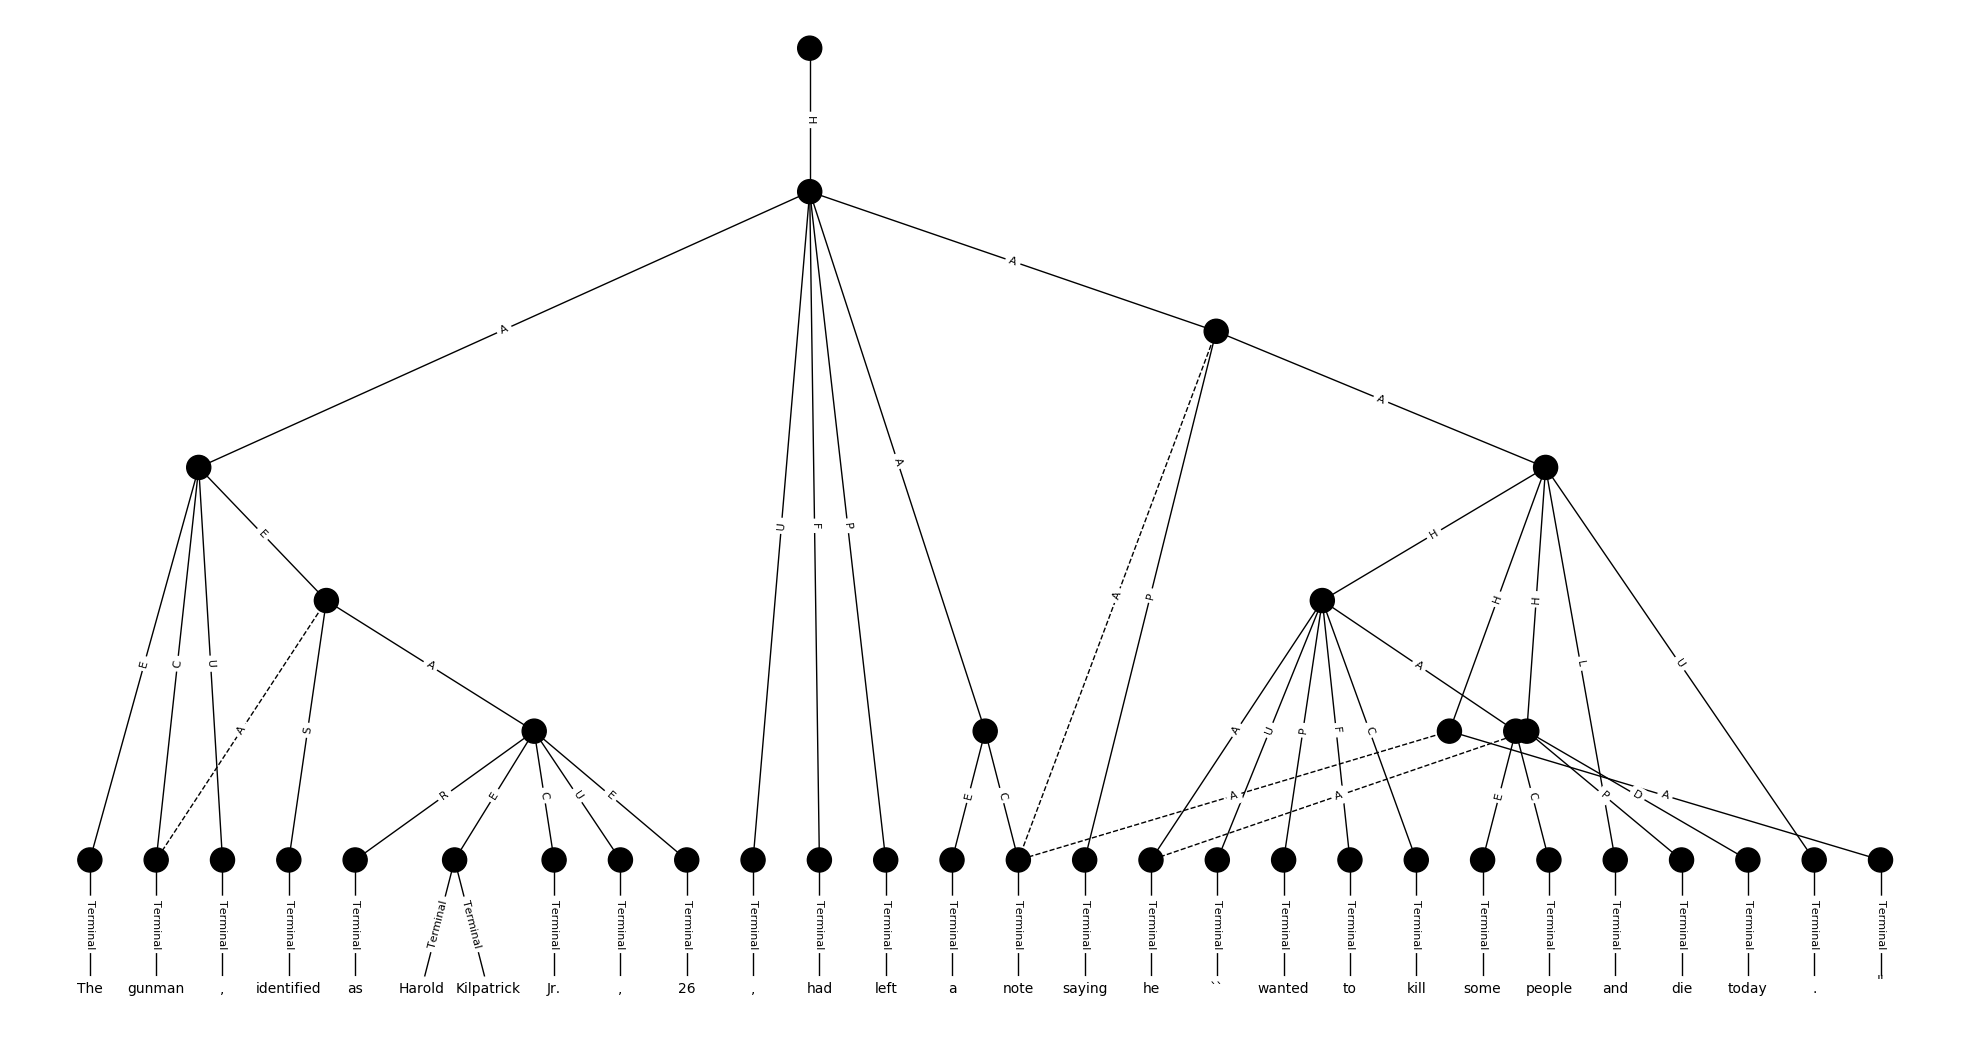 H
A
A
A
A
E
H
H
H
E
C
U
A
S
A
U
F
P
A
P
A
A
U
P
F
C
L
U
R
E
C
U
E
E
C
A
A
E
C
P
D
A
Terminal Terminal Terminal Terminal Terminal Terminal Terminal Terminal Terminal Terminal Terminal Terminal Terminal Terminal Terminal Terminal Terminal Terminal Terminal Terminal Terminal Terminal Terminal Terminal Terminal Terminal Terminal Terminal Terminal
The gunman , identified as Harold Kilpatrick Jr. , 26 , had left a note saying he `` wanted to kill some people and die today . "